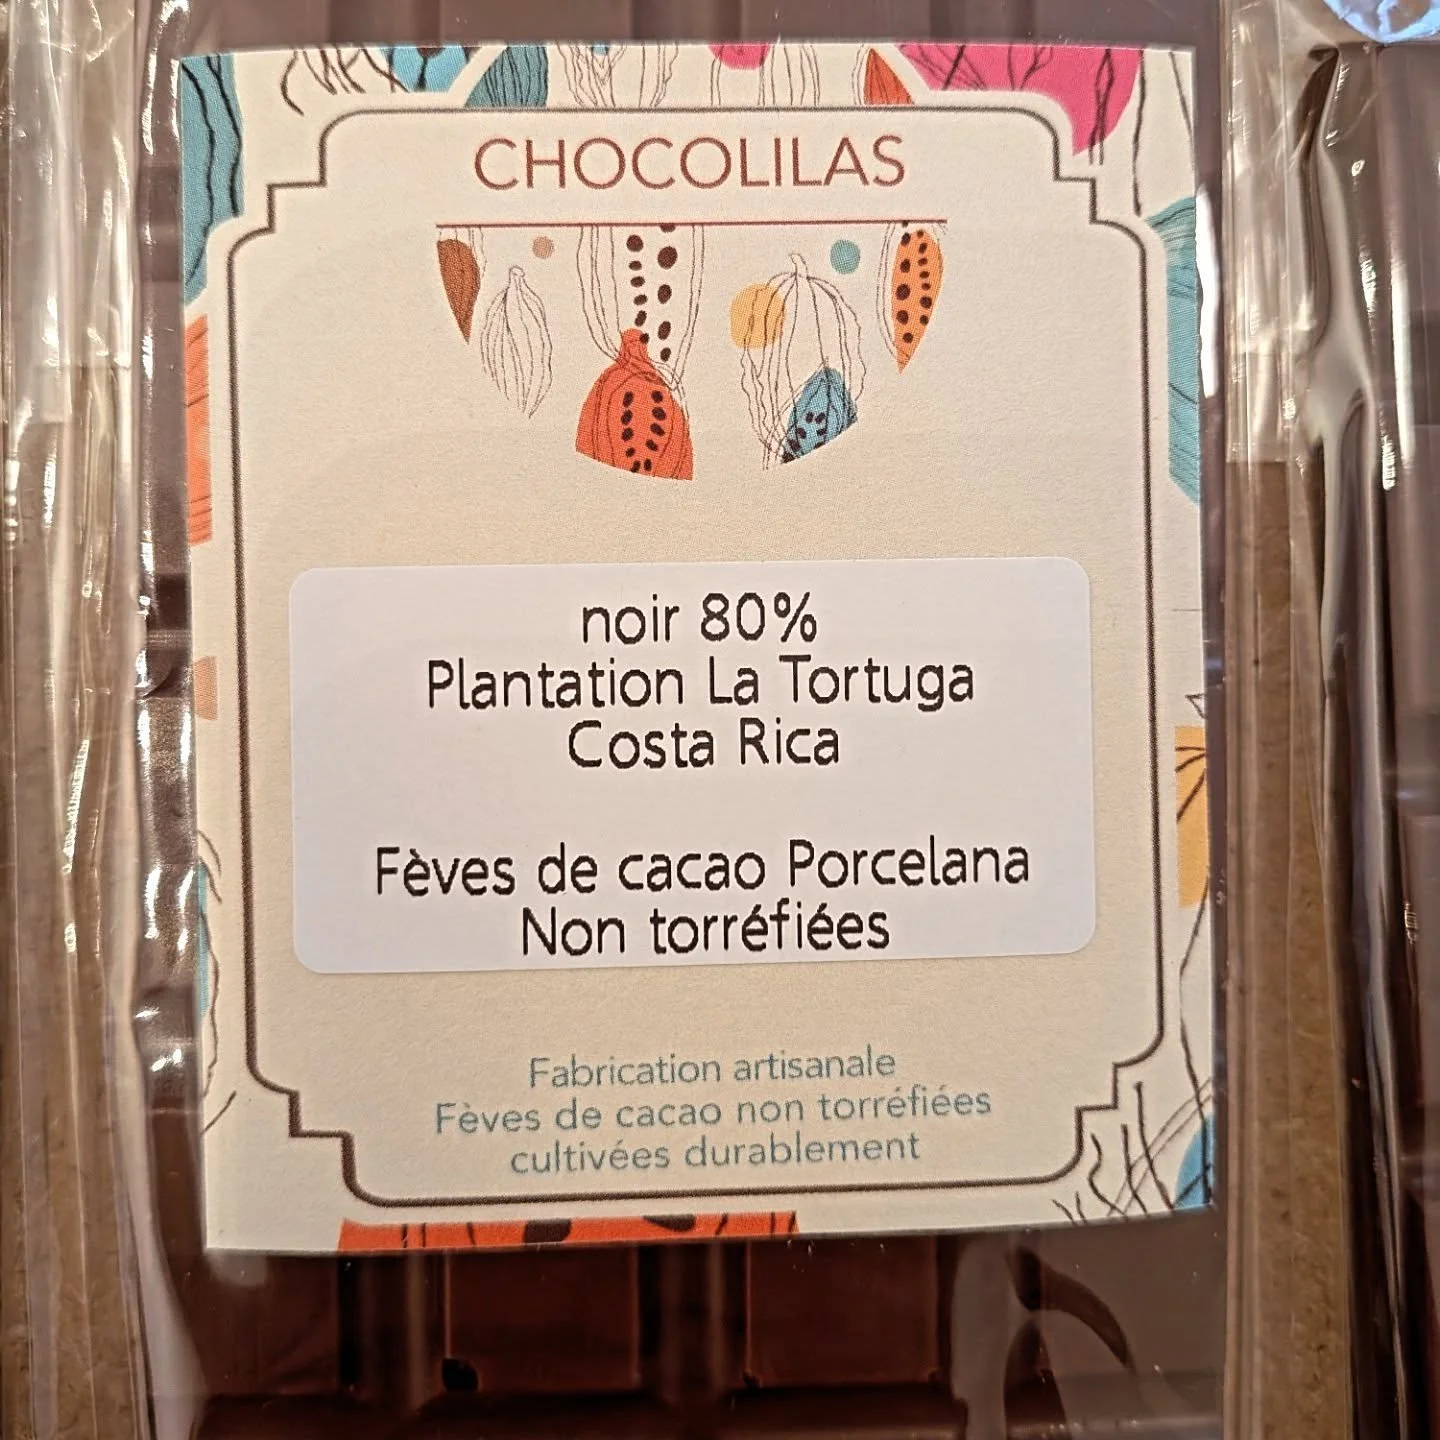 CHOCOLILAS
noir 80%
Plantation La Tortuga
Costa Rica
Fèves de cacao Porcelana
Non torréfiées
Fabrication artisanale
Fèves de cacao non torréfiées
cultivées durablement